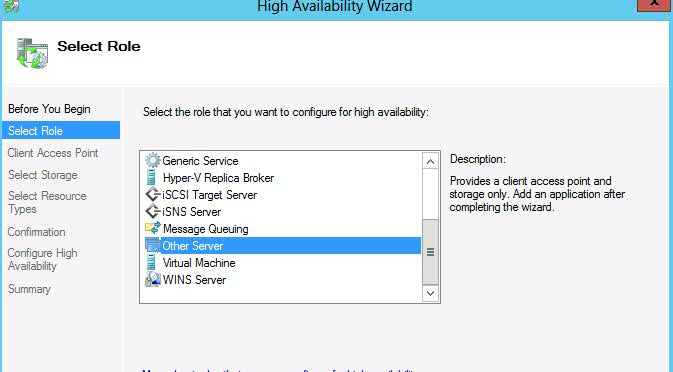 High Availability Wizard
Select Role
Before You Begin
Select Role
Client Access Point
Select Storage
Select Resource
Types
Confirmation
Configure High
Availability
Summary
Select the role that you want to configure for high availability:
Generic Service
Hyper-V Replica Broker
iSCSI Target Server
iSNS Server
Message Queuing
Other Server
Virtual Machine
WINS Server
Description:
Provides a client access point and
storage only. Add an application after
completing the wizard.